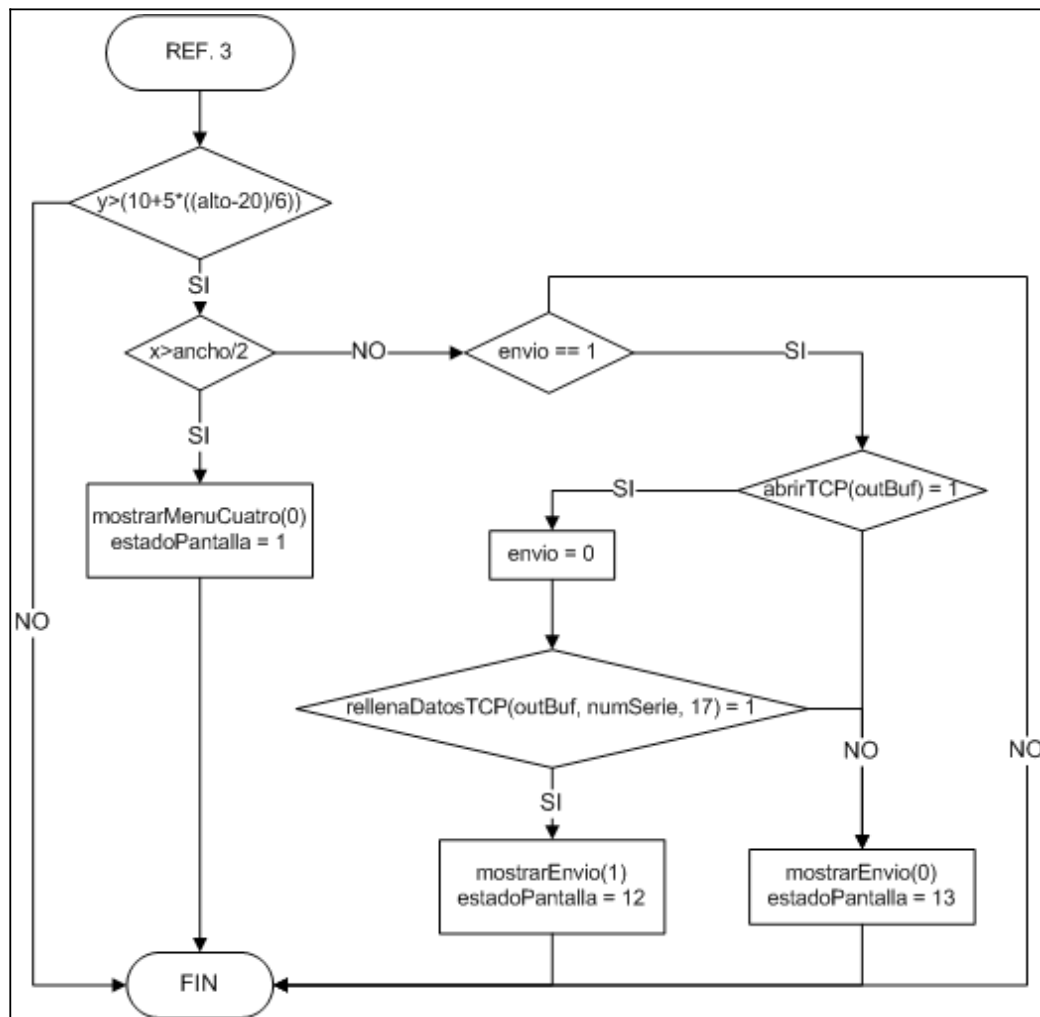 REF. 3
y>(10+5*((alto-20)/6))
SI
x>ancho/2
NO
envio == 1
SI
SI
abrirTCP(outBuf) = 1
SI
mostrarMenuCuatro(0)
estadoPantalla = 1
envio = 0
NO
rellenaDatosTCP(outBuf, numSerie, 17) = 1
NO
NO
SI
mostrarEnvio(1)
estadoPantalla = 12
mostrarEnvio(0)
estadoPantalla = 13
FIN